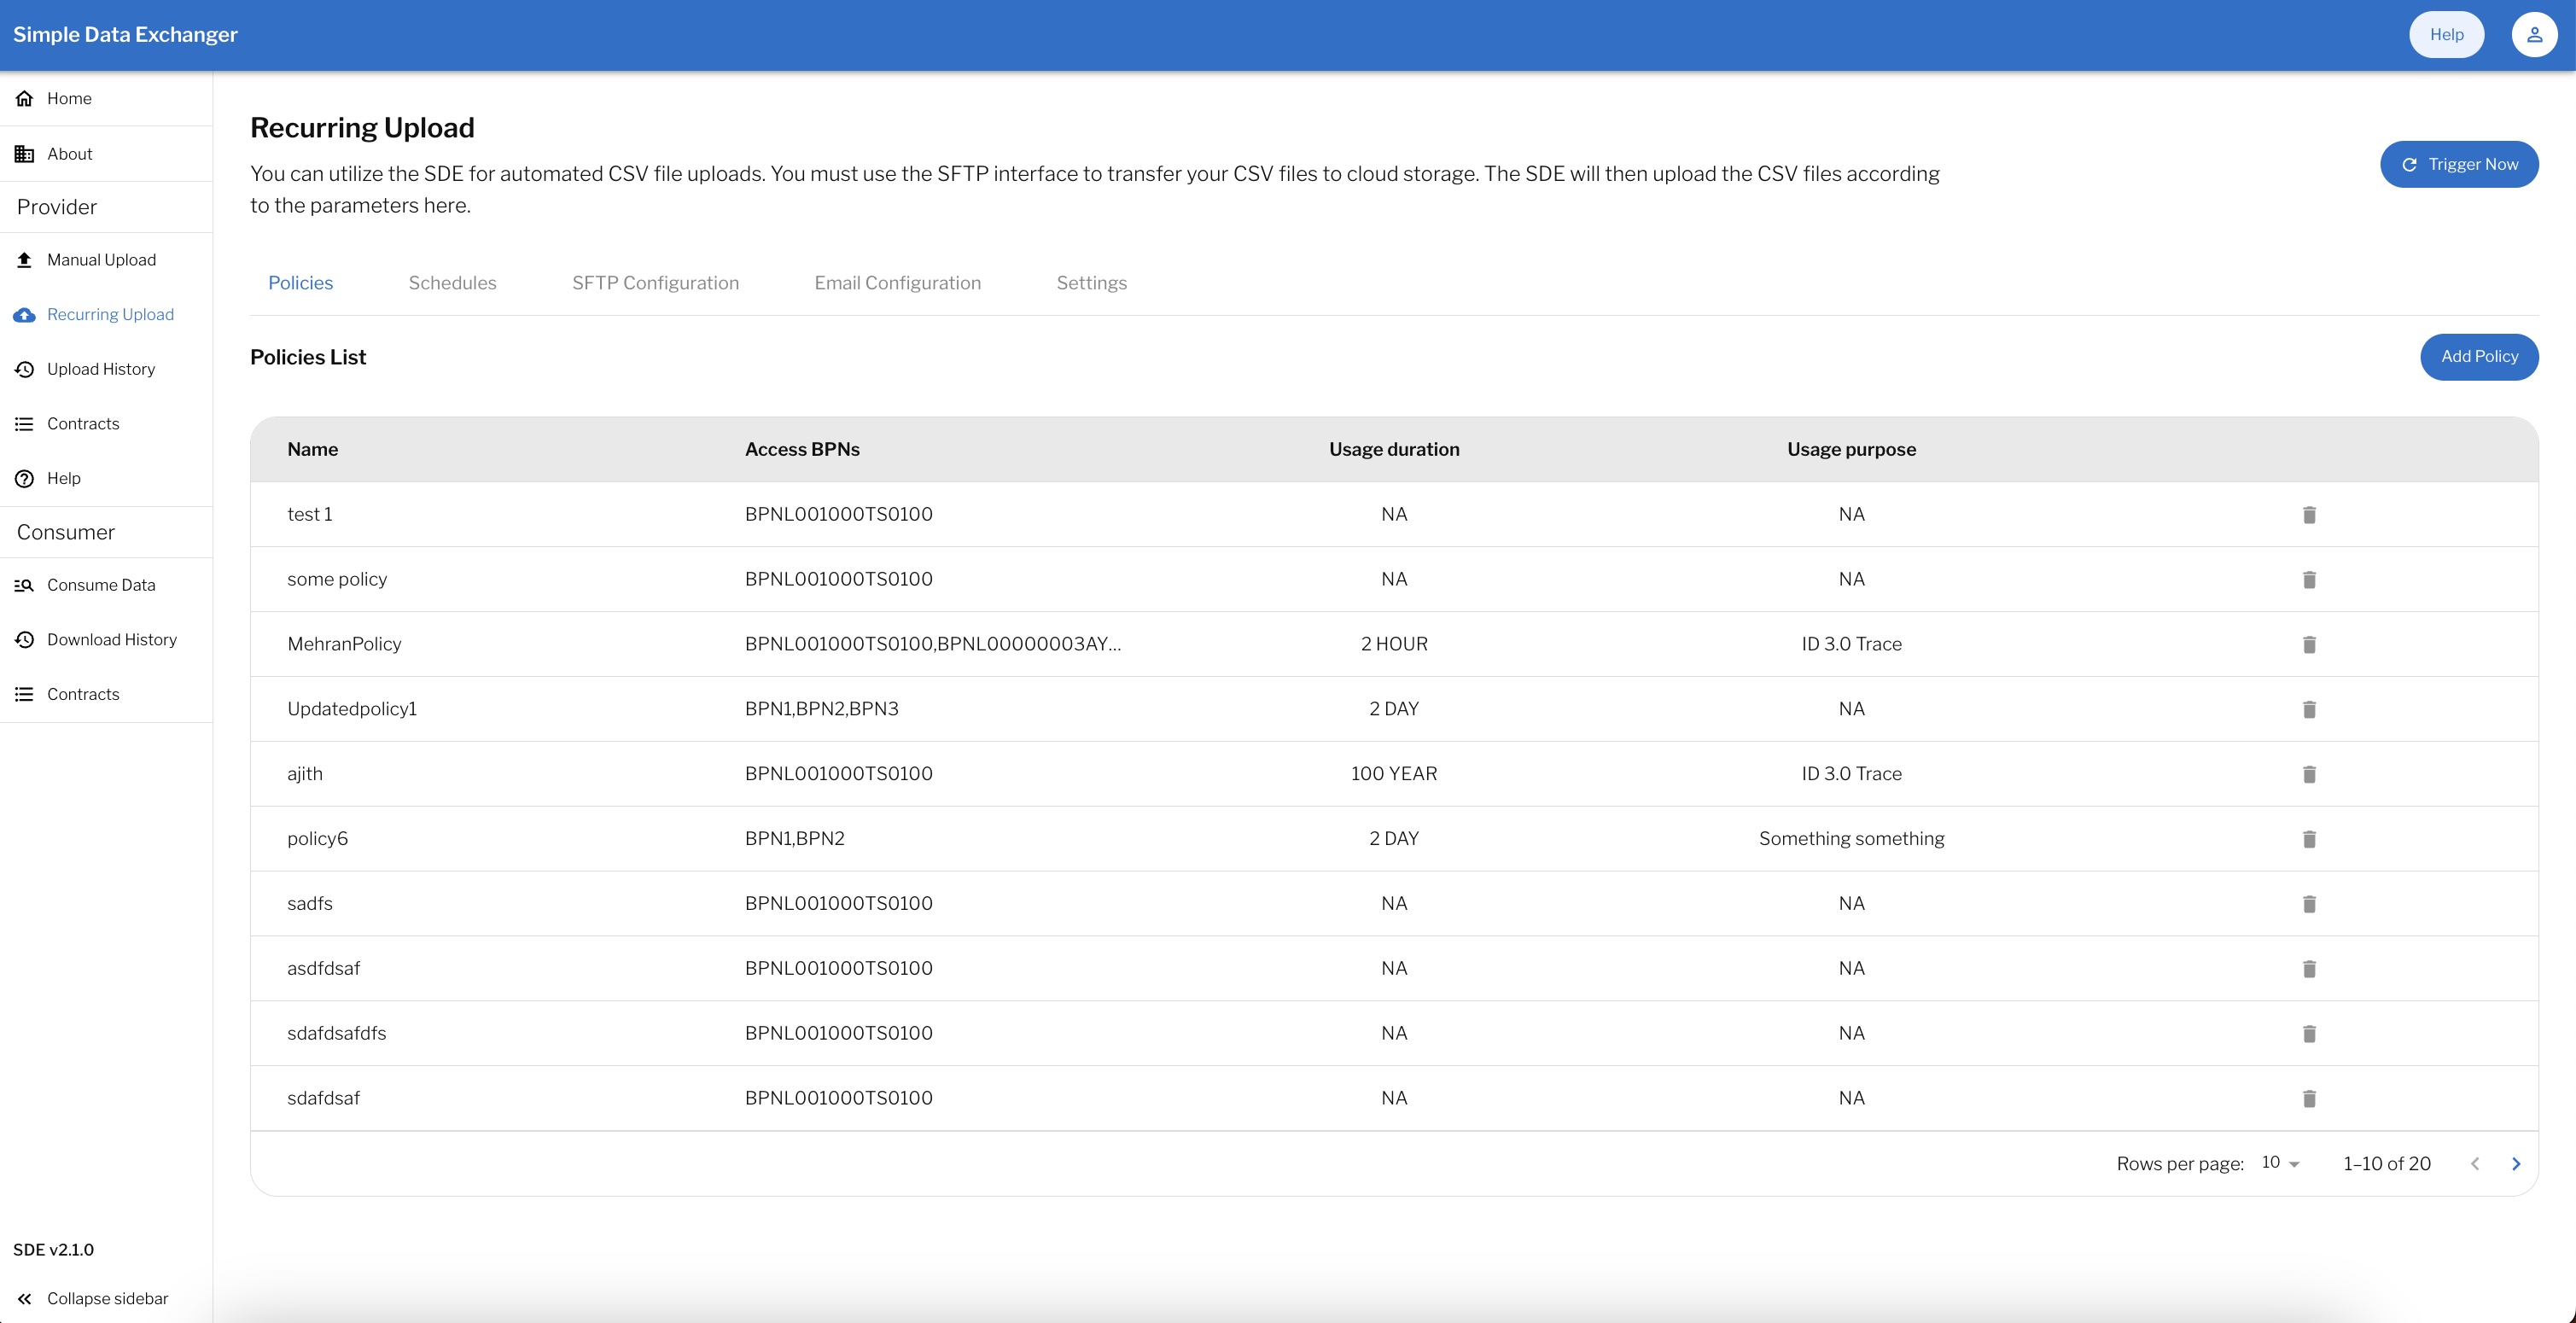 Simple Data Exchanger
Help
Home
About
Provider
Manual Upload
Recurring Upload
Upload History
Contracts
Help
Consumer
Consume Data
Download History
Contracts
SDE v2.1.0
Collapse sidebar
Recurring Upload
You can utilize the SDE for automated CSV file uploads. You must use the SFTP interface to transfer your CSV files to cloud storage. The SDE will then upload the CSV files according
to the parameters here.
Trigger Now
Policies Schedules SFTP Configuration Email Configuration Settings
Policies List
Add Policy
Name Access BPNs Usage duration Usage purpose
test 1 BPNL001000TS0100 NA NA
some policy BPNL001000TS0100 NA NA
MehranPolicy BPNL001000TS0100,BPNL00000003AY... 2 HOUR ID 3.0 Trace
Updatedpolicy1 BPN1,BPN2,BPN3 2 DAY NA
ajith BPNL001000TS0100 100 YEAR ID 3.0 Trace
policy6 BPN1,BPN2 2 DAY Something something
sadfs BPNL001000TS0100 NA NA
asdfdsaf BPNL001000TS0100 NA NA
sdafdsafdfs BPNL001000TS0100 NA NA
sdafdsaf BPNL001000TS0100 NA NA
Rows per page: 10 1–10 of 20